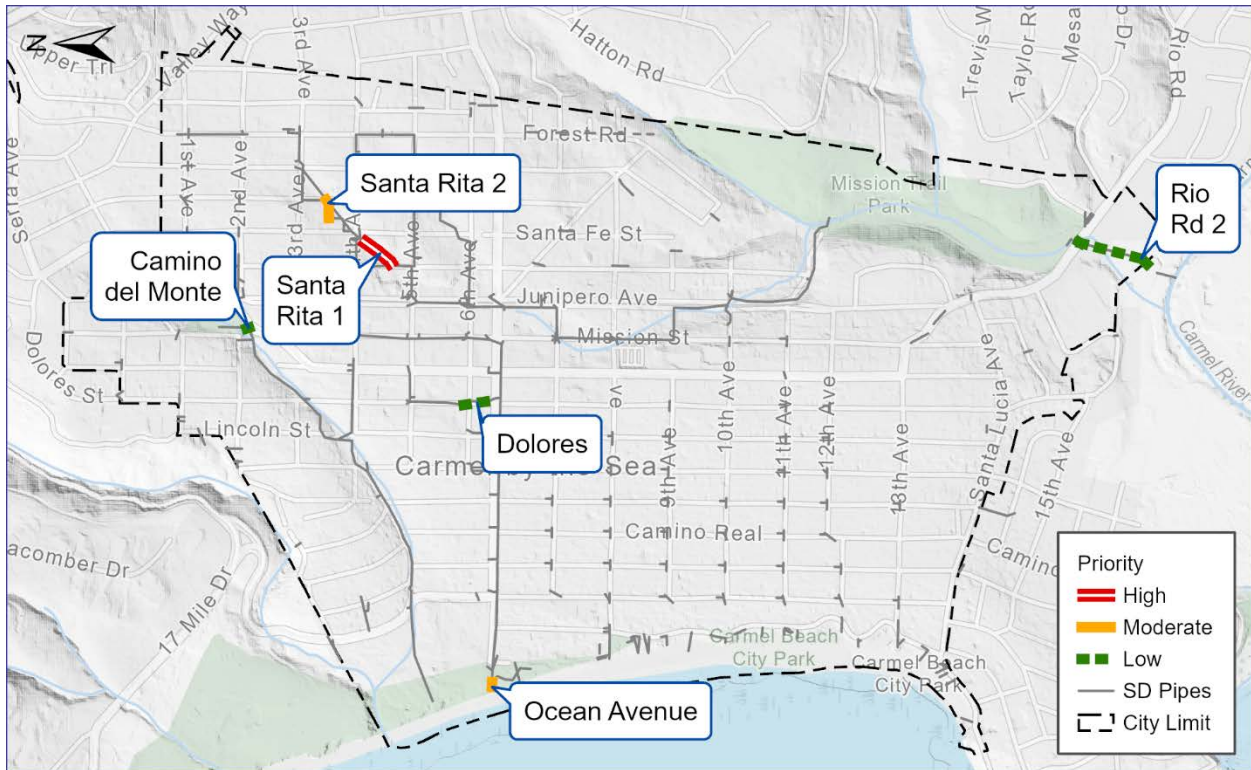 N
Upper Trl
Valley Way
3rd Ave
Hatton Rd
Trevis W
Taylor Ro
Mesa
o Dr
Rio Rd
Serra Ave
1st Ave
2nd Ave
3rd Ave
5th Ave
6th Ave
Forest Rd
Mission Trail
Park
Santa Rita 2
Santa Fe St
Rio
Rd 2
Camino
del Monte
Santa
Rita 1
Junipero Ave
Mission St
Dolores St
Lincoln St
Dolores
Carmel by the Sea
ve
9th Ave
10th Ave
11th Ave
12th Ave
13th Ave
Santa Lucia Ave
15th Ave
Carmel River
Camino Real
Camino
acomber Dr
17 Mile Dr
Carmel Beach
City Park
Carmel Beach
City Park
Ocean Avenue
Priority
High
Moderate
Low
SD Pipes
City Limit